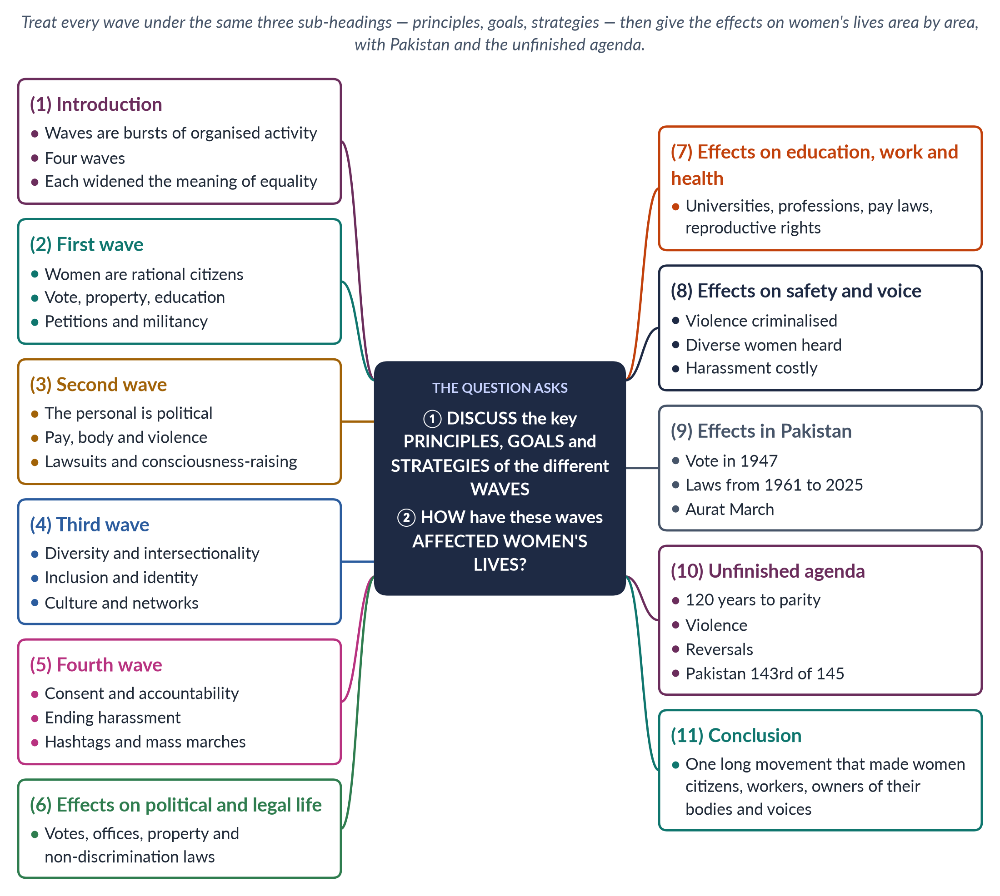 Treat every wave under the same three sub-headings — principles, goals, strategies — then give the effects on women's lives area by area,
with Pakistan and the unfinished agenda.
(1) Introduction
• Waves are bursts of organised activity
• Four waves
• Each widened the meaning of equality
(2) First wave
• Women are rational citizens
• Vote, property, education
• Petitions and militancy
(3) Second wave
• The personal is political
• Pay, body and violence
• Lawsuits and consciousness-raising
(4) Third wave
• Diversity and intersectionality
• Inclusion and identity
• Culture and networks
(5) Fourth wave
• Consent and accountability
• Ending harassment
• Hashtags and mass marches
(6) Effects on political and legal life
• Votes, offices, property and
non-discrimination laws
THE QUESTION ASKS
① DISCUSS the key
PRINCIPLES, GOALS and
STRATEGIES of the different
WAVES
② HOW have these waves
AFFECTED WOMEN'S
LIVES?
(7) Effects on education, work and
health
• Universities, professions, pay laws,
reproductive rights
(8) Effects on safety and voice
• Violence criminalised
• Diverse women heard
• Harassment costly
(9) Effects in Pakistan
• Vote in 1947
• Laws from 1961 to 2025
• Aurat March
(10) Unfinished agenda
• 120 years to parity
• Violence
• Reversals
• Pakistan 143rd of 145
(11) Conclusion
• One long movement that made women
citizens, workers, owners of their
bodies and voices